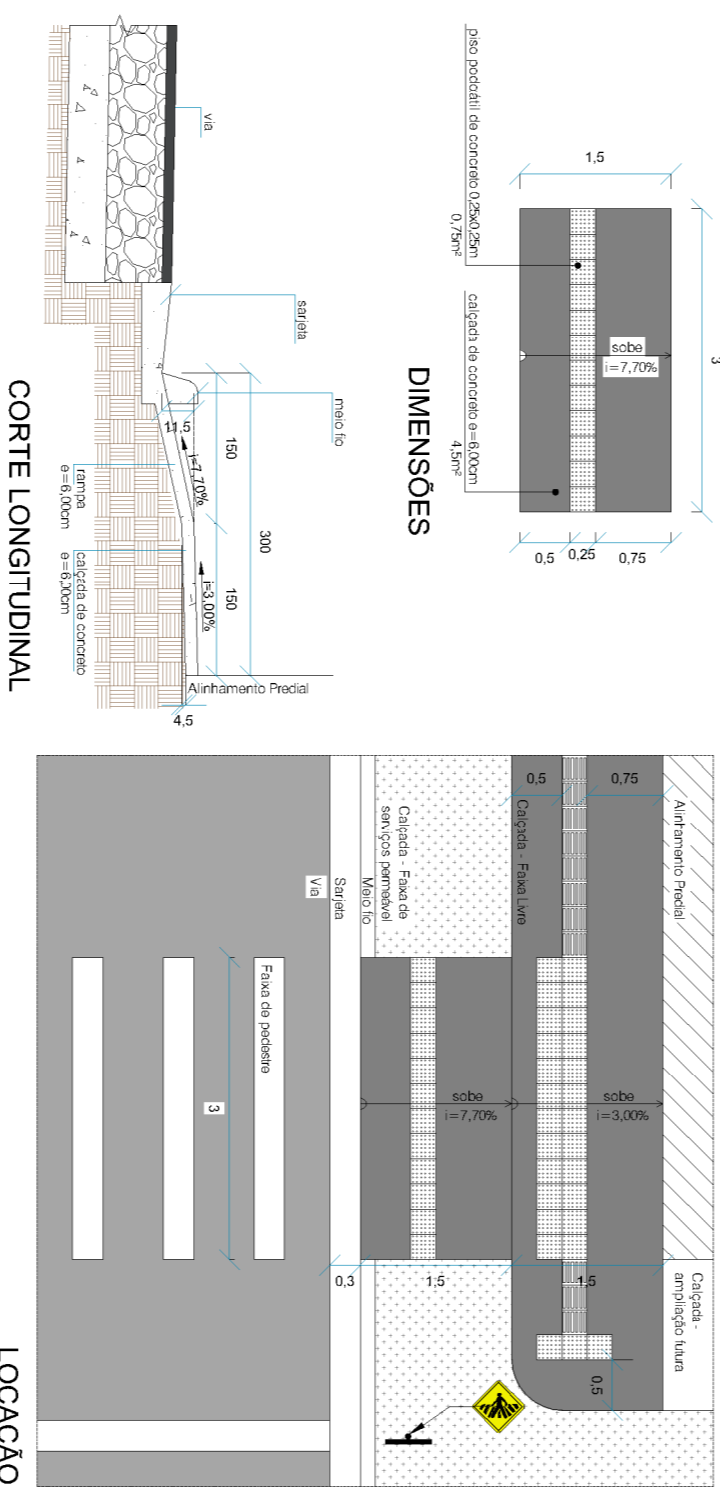 1,5
3
piso podotátil de concreto 0,25x0,25m
0,75m²
calçada de concreto e=6,00cm
4,5m²
sobe
i=7,70%
0,5
0,25
0,75
DIMENSÕES
via
sarjeta
meio fio
11,5
150
300
i=7,70%
150
i=3,00%
rampa
e=6,00cm
calçada de concreto
e=6,00cm
Alinhamento Predial
4,5
CORTE LONGITUDINAL
0,5
0,75
Alinhamento Predial
Calçada - Faixa Livre
Calçada - Faixa de
serviços permeável
Meio fio
Sarjeta
Via
Faixa de pedestre
3
sobe
i=7,70%
sobe
i=3,00%
0,3
1,5
1,5
Calçada -
ampliação futura
0,5
LOCAÇÃO